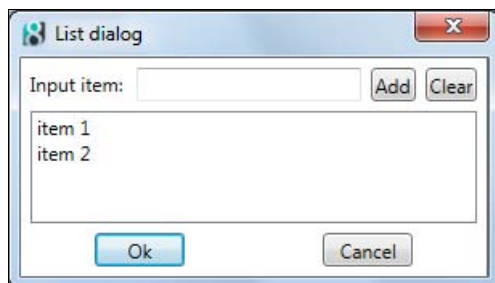 List dialog
Input item: Add Clear
item 1
item 2
Ok Cancel